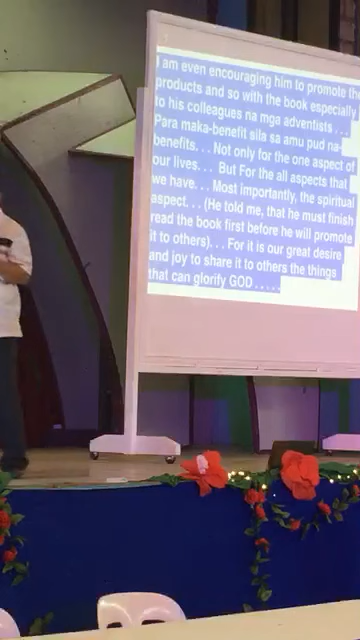 I am even encouraging him to promote the
products and so with the book especially
to his colleagues na mga adventists . . .
Para maka-benefit sila sa amu pud na-
benefits. . . Not only for the one aspect of
our lives. . . But For the all aspects that
we have. . . Most importantly, the spiritual
aspect. . . (He told me, that he must finish
read the book first before he will promote
it to others). . . For it is our great desire
and joy to share it to others the things
that can glorify GOD . . . . .